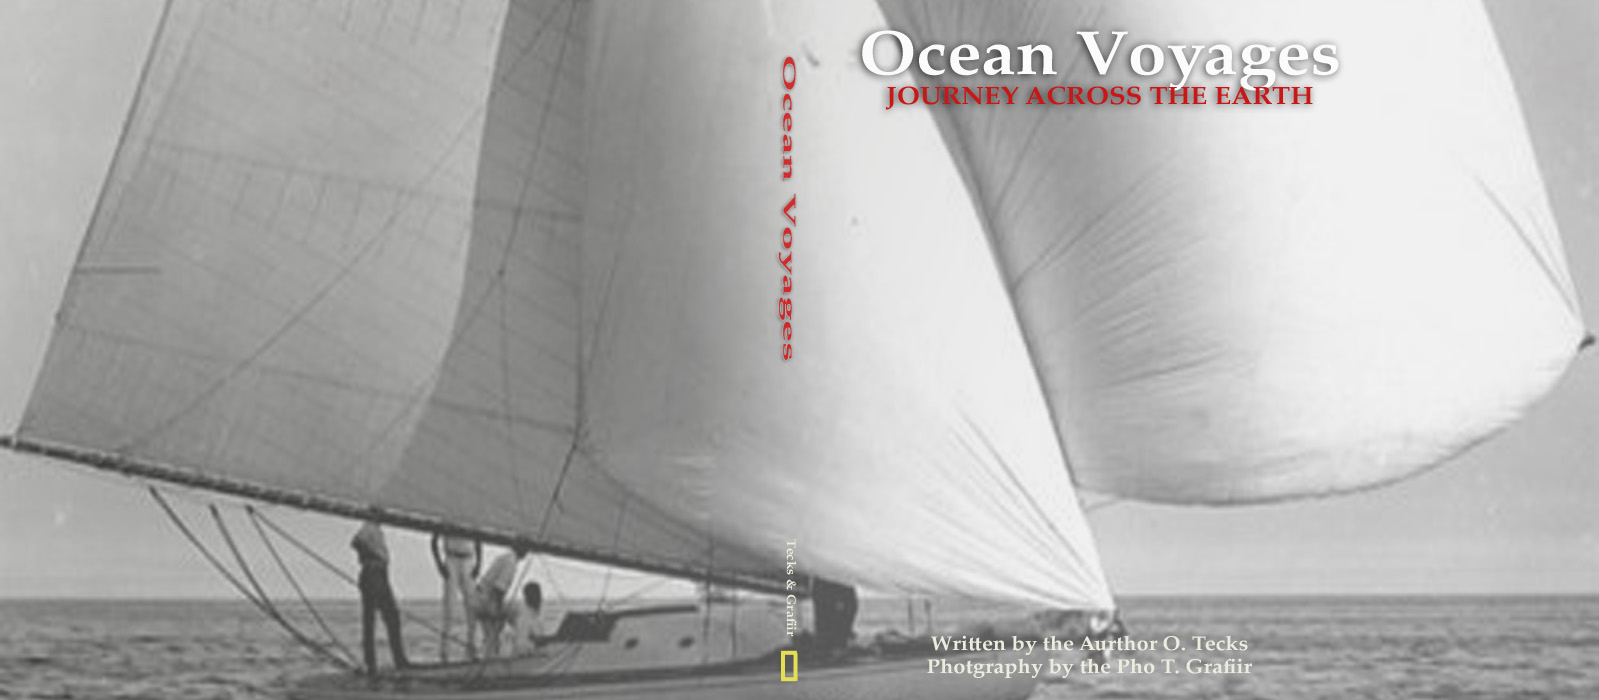 Ocean Voyages
JOURNEY ACROSS THE EARTH
Ocean Voyages
Tecks & Grafiir
Written by the Aurthor O. Tecks
Photgraphy by the Pho T. Grafiir